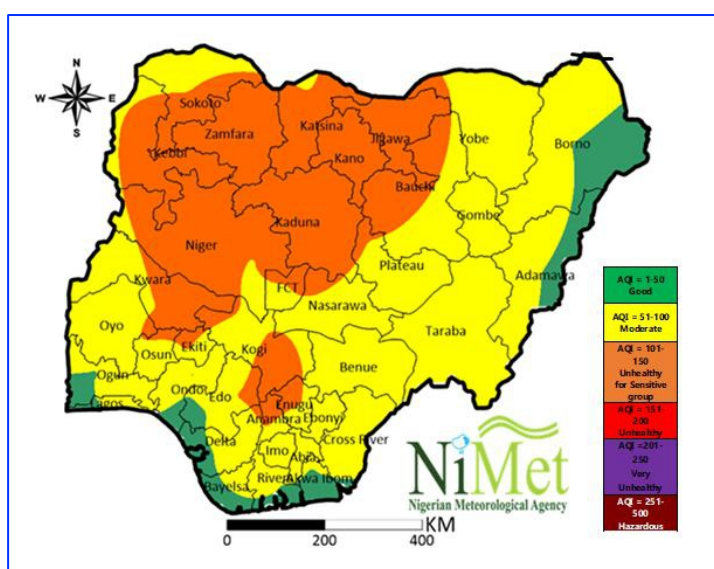 N
W E
S
Sokoto
Zamfara
Katsina
Jigawa
Yobe
Borno
Kebbi
Kano
Bauchi
Gombe
Kaduna
Niger
Plateau
Adamawa
Kwara
FCT
Nasarawa
Taraba
Oyo
Ekiti
Kogi
Osun
Benue
Ogun
Ondo
Edo
Enugu
Lagos
Anambra
Ebony
Delta
Cross River
Imo
Abia
Bayelsa
River
Akwa Ibom
AQI = 1-50
Good
AQI = 51-100
Moderate
AQI = 101-
150
Unhealthy
for Sensitive
group
AQI = 151-
200
Unhealthy
AQI =201-
250
Very
Unhealthy
AQI = 251-
500
Hazardous
NiMet
Nigerian Meteorological Agency
KM
0 200 400